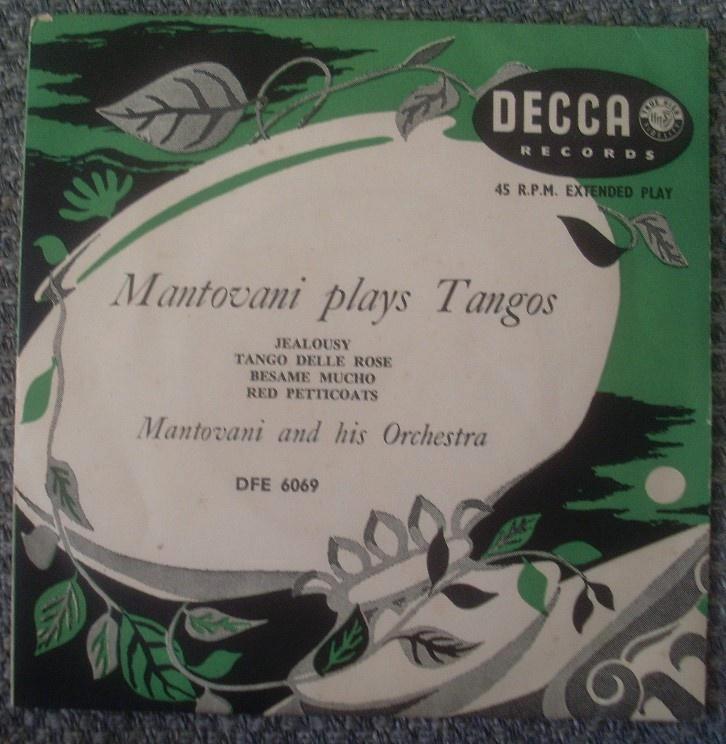 DECCA
RECORDS
45 R.P.M. EXTENDED PLAY
Mantovani plays Tangos
JEALOUSY
TANGO DELLE ROSE
BESAME MUCHO
RED PETTICOATS
Mantovani and his Orchestra
DFE 6069